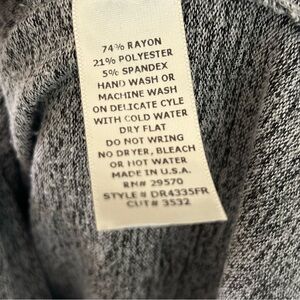 74% RAYON
21% POLYESTER
5% SPANDEX
HAND WASH OR
MACHINE WASH
ON DELICATE CYLE
WITH COLD WATER
DRY FLAT
DO NOT WRING
NO DRYER, BLEACH
OR HOT WATER
MADE IN U.S.A.
RN# 29570
STYLE # DR4335FR
CUT# 3532